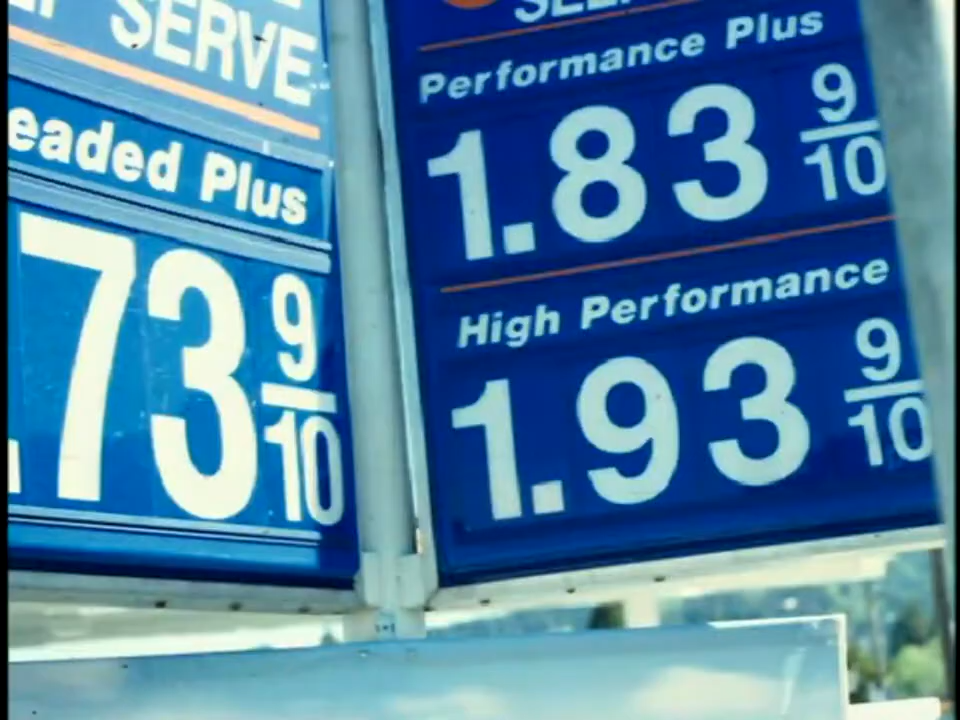 SERVE
eaded Plus
.73 9/10
Performance Plus
1.83 9/10
High Performance
1.93 9/10